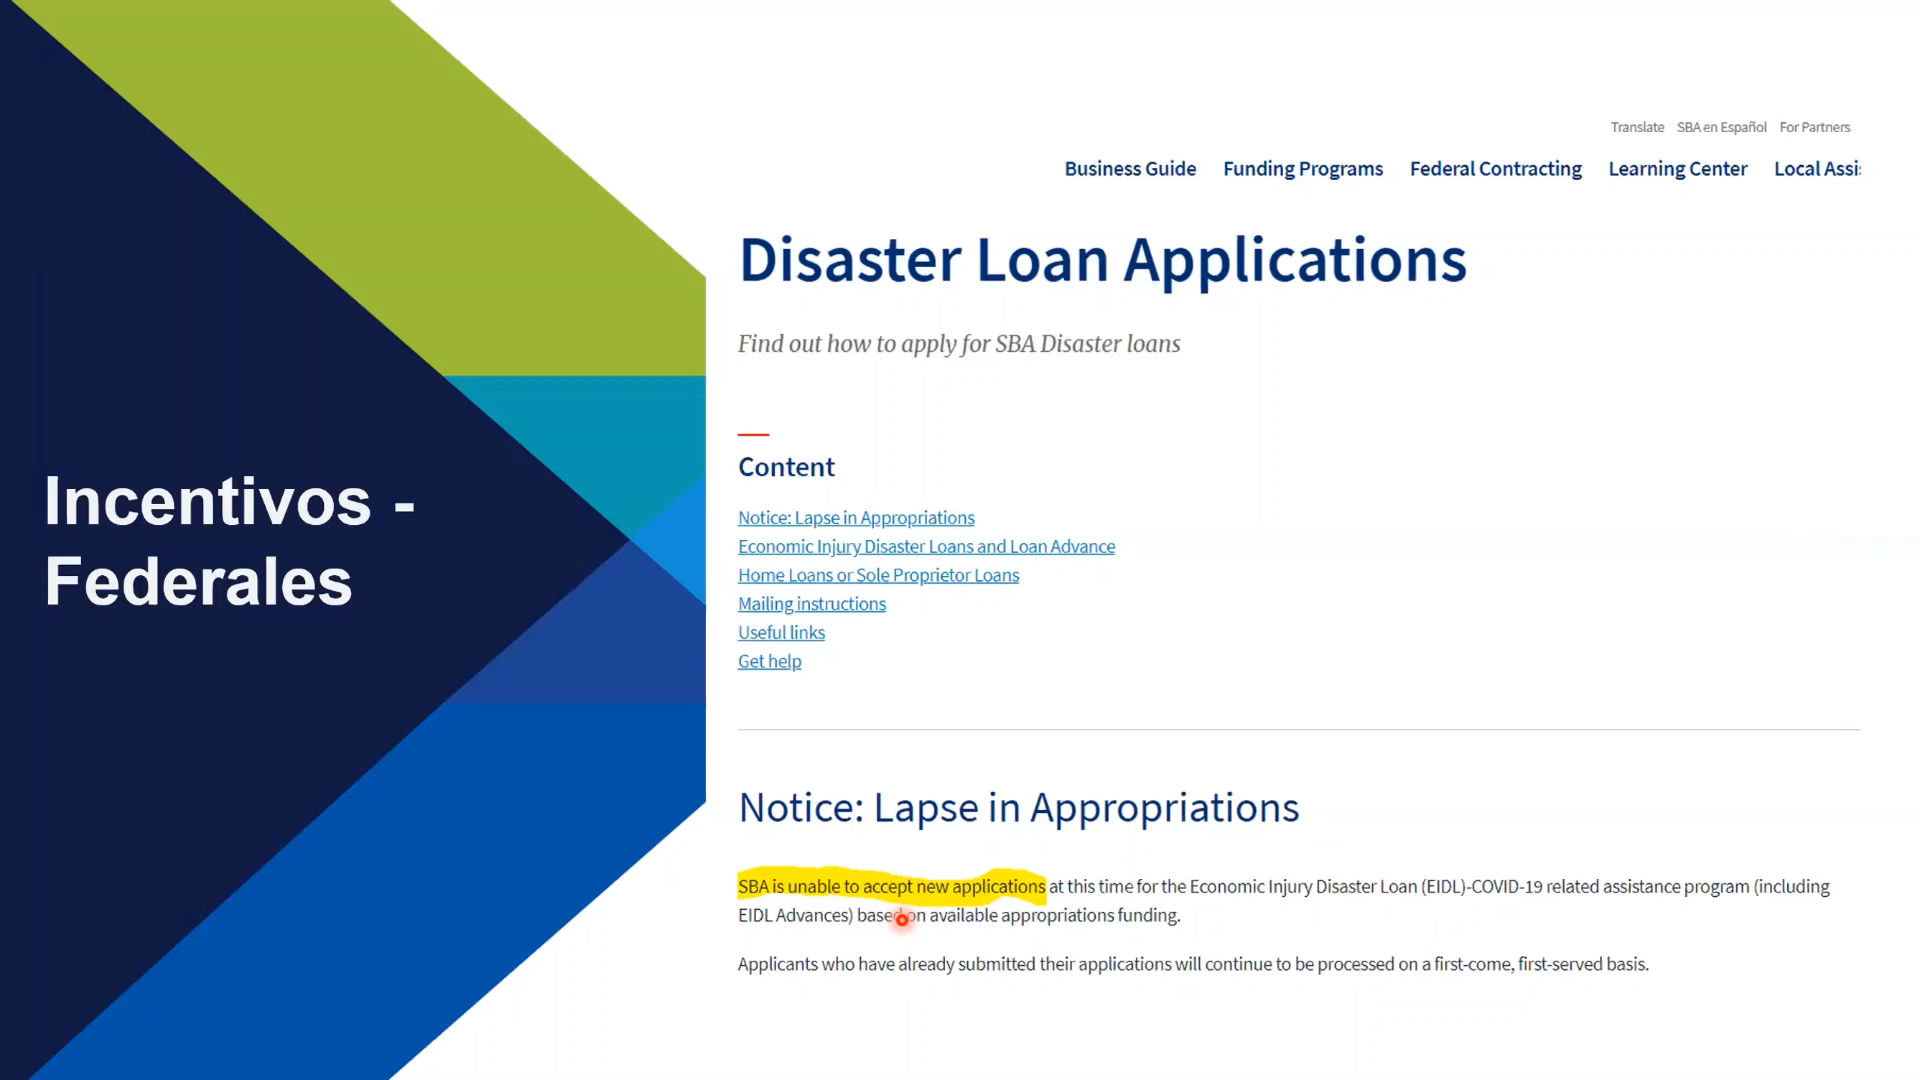 Incentivos -
Federales
Translate SBA en Español For Partners
Business Guide Funding Programs Federal Contracting Learning Center Local Assi
Disaster Loan Applications
Find out how to apply for SBA Disaster loans
Content
Notice: Lapse in Appropriations
Economic Injury Disaster Loans and Loan Advance
Home Loans or Sole Proprietor Loans
Mailing instructions
Useful links
Get help
Notice: Lapse in Appropriations
SBA is unable to accept new applications at this time for the Economic Injury Disaster Loan (EIDL)-COVID-19 related assistance program (including
EIDL Advances) based on available appropriations funding.
Applicants who have already submitted their applications will continue to be processed on a first-come, first-served basis.